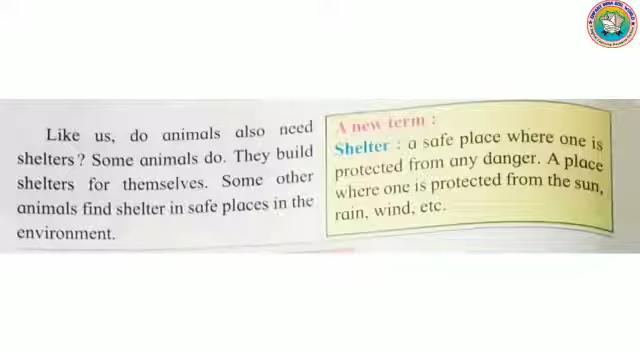 Like us, do animals also need
shelters? Some animals do. They build
shelters for themselves. Some other
animals find shelter in safe places in the
environment.
A new term :
Shelter : a safe place where one is
protected from any danger. A place
where one is protected from the sun,
rain, wind, etc.